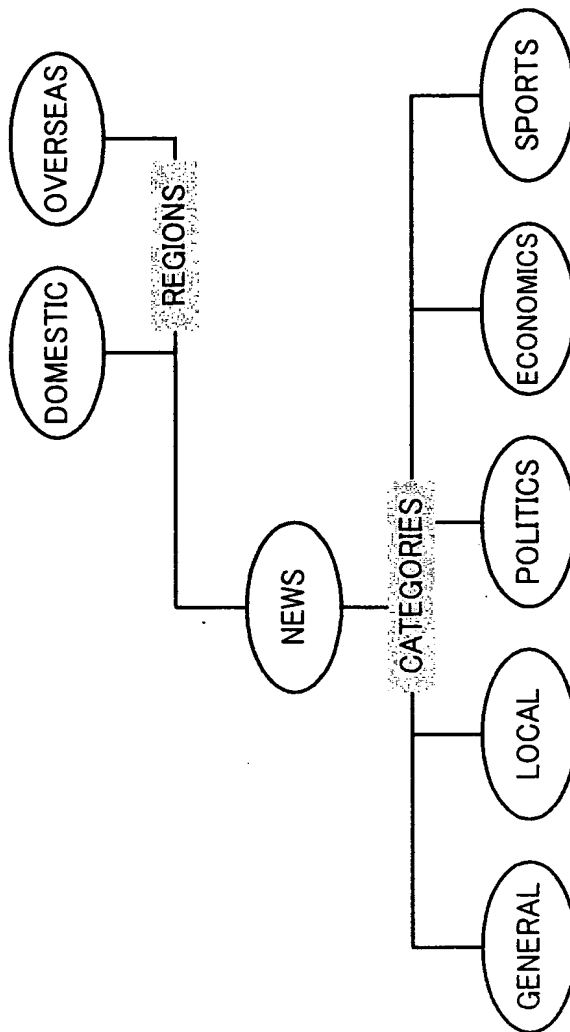 DOMESTIC
OVERSEAS
REGIONS
NEWS
CATEGORIES
GENERAL
LOCAL
POLITICS
ECONOMICS
SPORTS